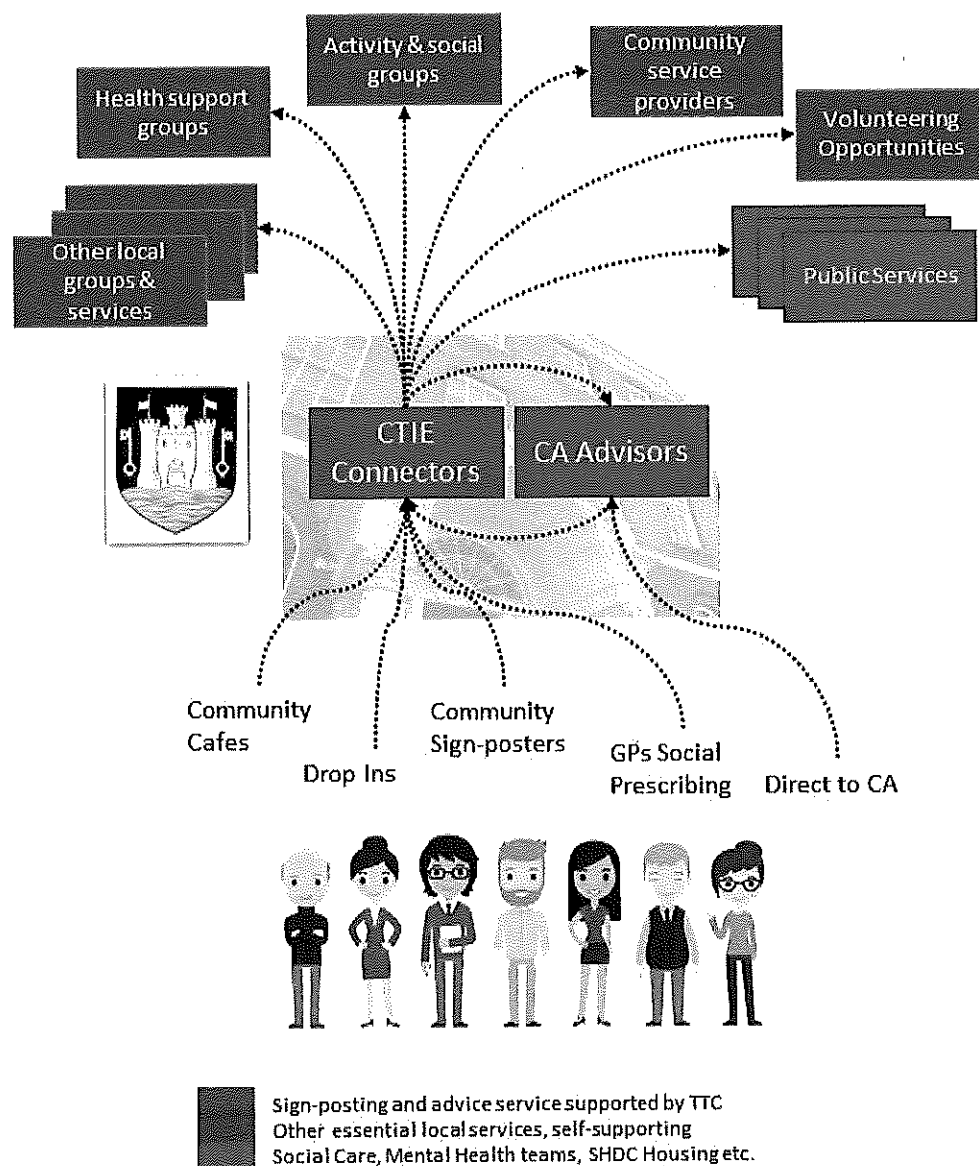 Activity & social
groups
Community
service
providers
Health support
groups
Volunteering
Opportunities
Other local
groups &
services
Public Services
CTIE
Connectors
CA Advisors
Community
Cafes
Drop Ins
Community
Sign-posters
GPs Social
Prescribing
Direct to CA
Sign-posting and advice service supported by TTC
Other essential local services, self-supporting
Social Care, Mental Health teams, SHDC Housing etc.